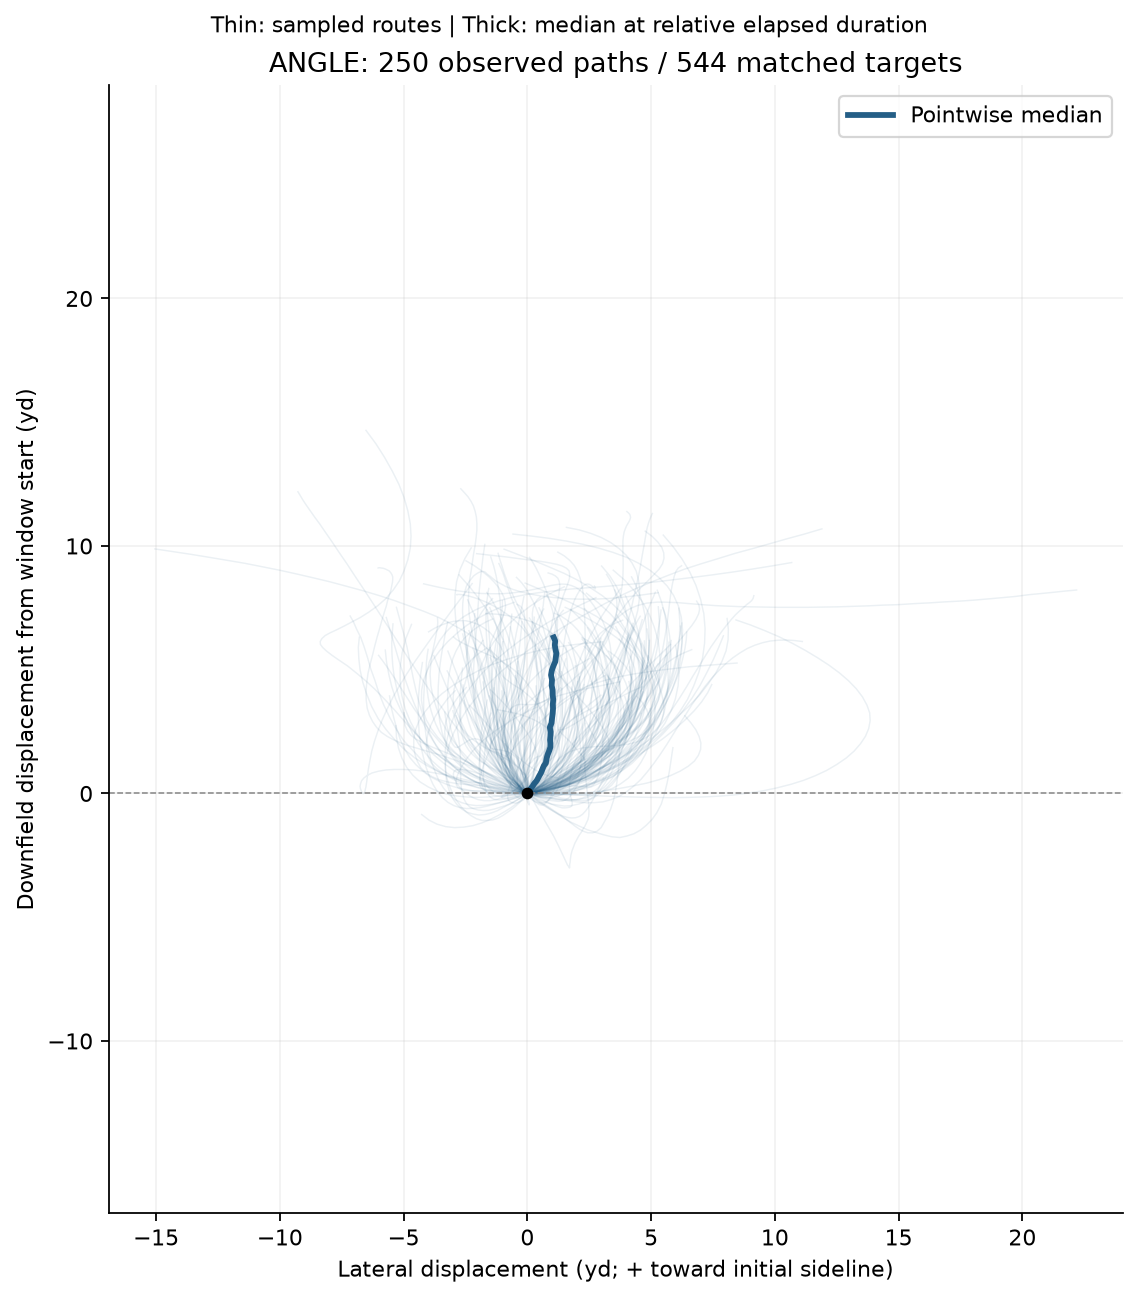 Thin: sampled routes | Thick: median at relative elapsed duration
ANGLE: 250 observed paths / 544 matched targets
Pointwise median
Downfield displacement from window start (yd)
20
10
0
−10
−15
−10
−5
0
5
10
15
20
Lateral displacement (yd; + toward initial sideline)